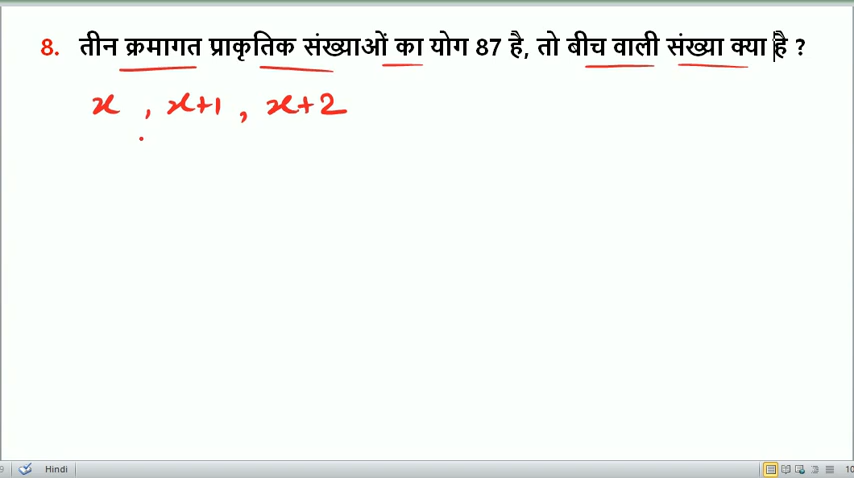 8. तीन क्रमागत प्राकृतिक संख्याओं का योग 87 है, तो बीच वाली संख्या क्या है ?
x , x+1 , x+2
Hindi